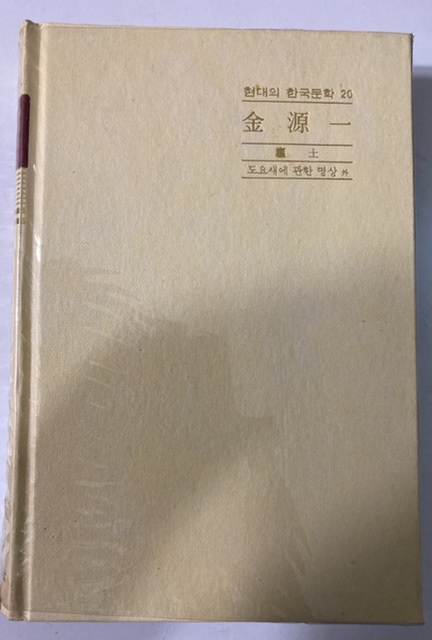 현대의 한국문학 20
金源一
士
도요새에 관한 명상 外